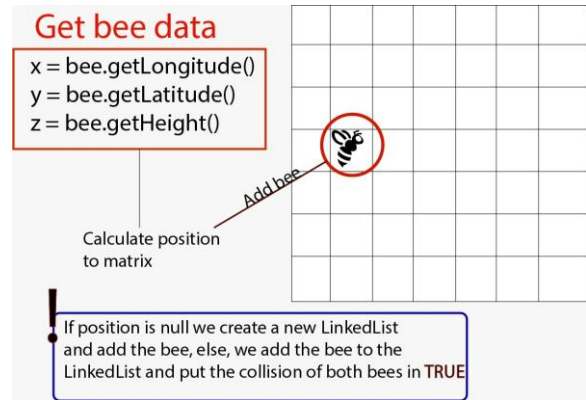 Get bee data
x = bee.getLongitude()
y = bee.getLatitude()
z = bee.getHeight()
Add bee
Calculate position
to matrix
!
If position is null we create a new LinkedList
and add the bee, else, we add the bee to the
LinkedList and put the collision of both bees in TRUE